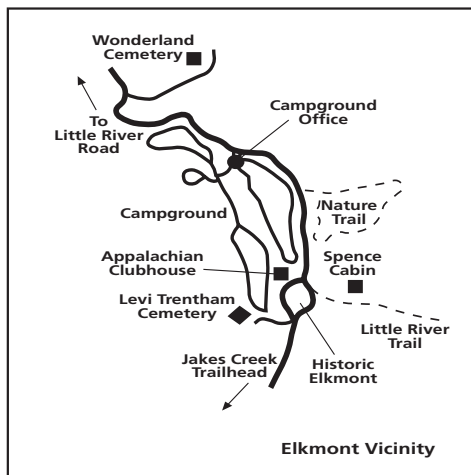 Wonderland
Cemetery
To
Little River
Road
Campground
Office
Campground
Nature
Trail
Appalachian
Clubhouse
Spence
Cabin
Levi Trentham
Cemetery
Little River
Trail
Jakes Creek
Trailhead
Historic
Elkmont
Elkmont Vicinity